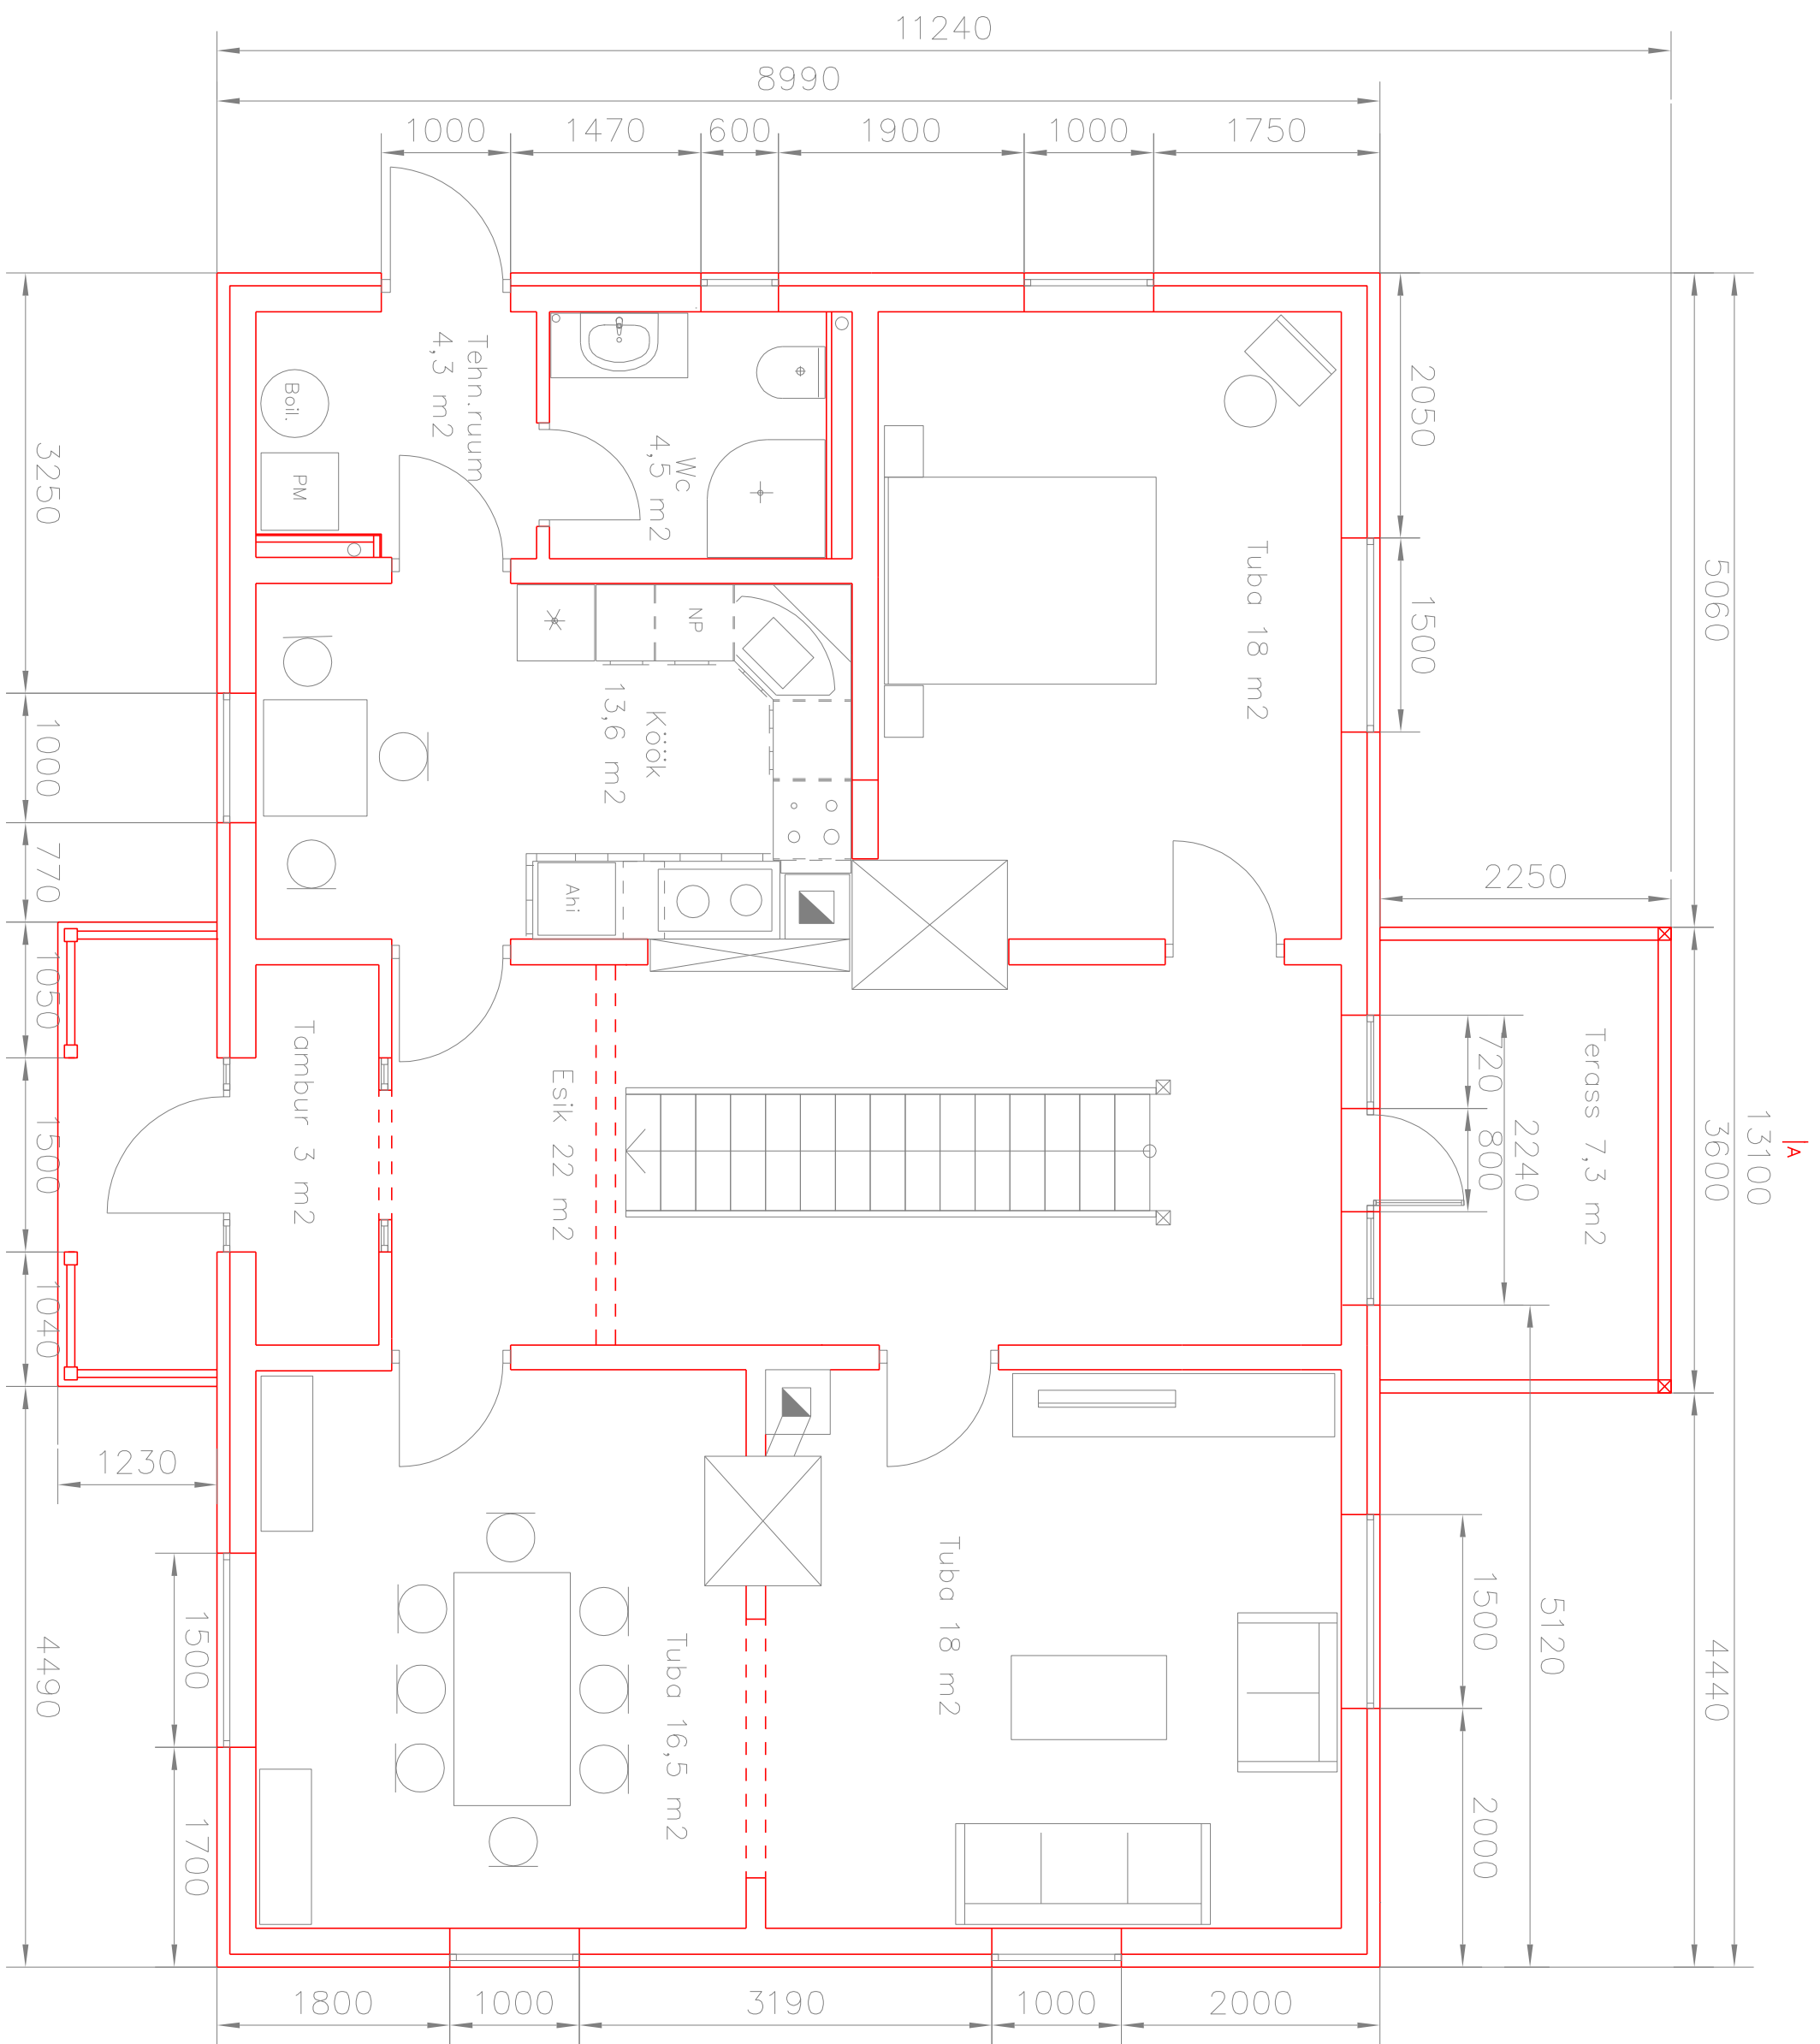 11240
8990
1000
1470
600
1900
1000
1750
2050
1500
5060
3600
13100
A
4440
2250
720
800
2240
5120
1500
2000
3250
1000
770
1050
1500
1040
4490
1230
1500
1700
1800
1000
3190
1000
2000
Tehn.ruum
4,3 m2
Boil.
PM
Wc
4,5 m2
Tuba 18 m2
NP
Köök
13,6 m2
Ahi
Tambur 3 m2
Esik 22 m2
Terass 7,3 m2
Tuba 16,5 m2
Tuba 18 m2